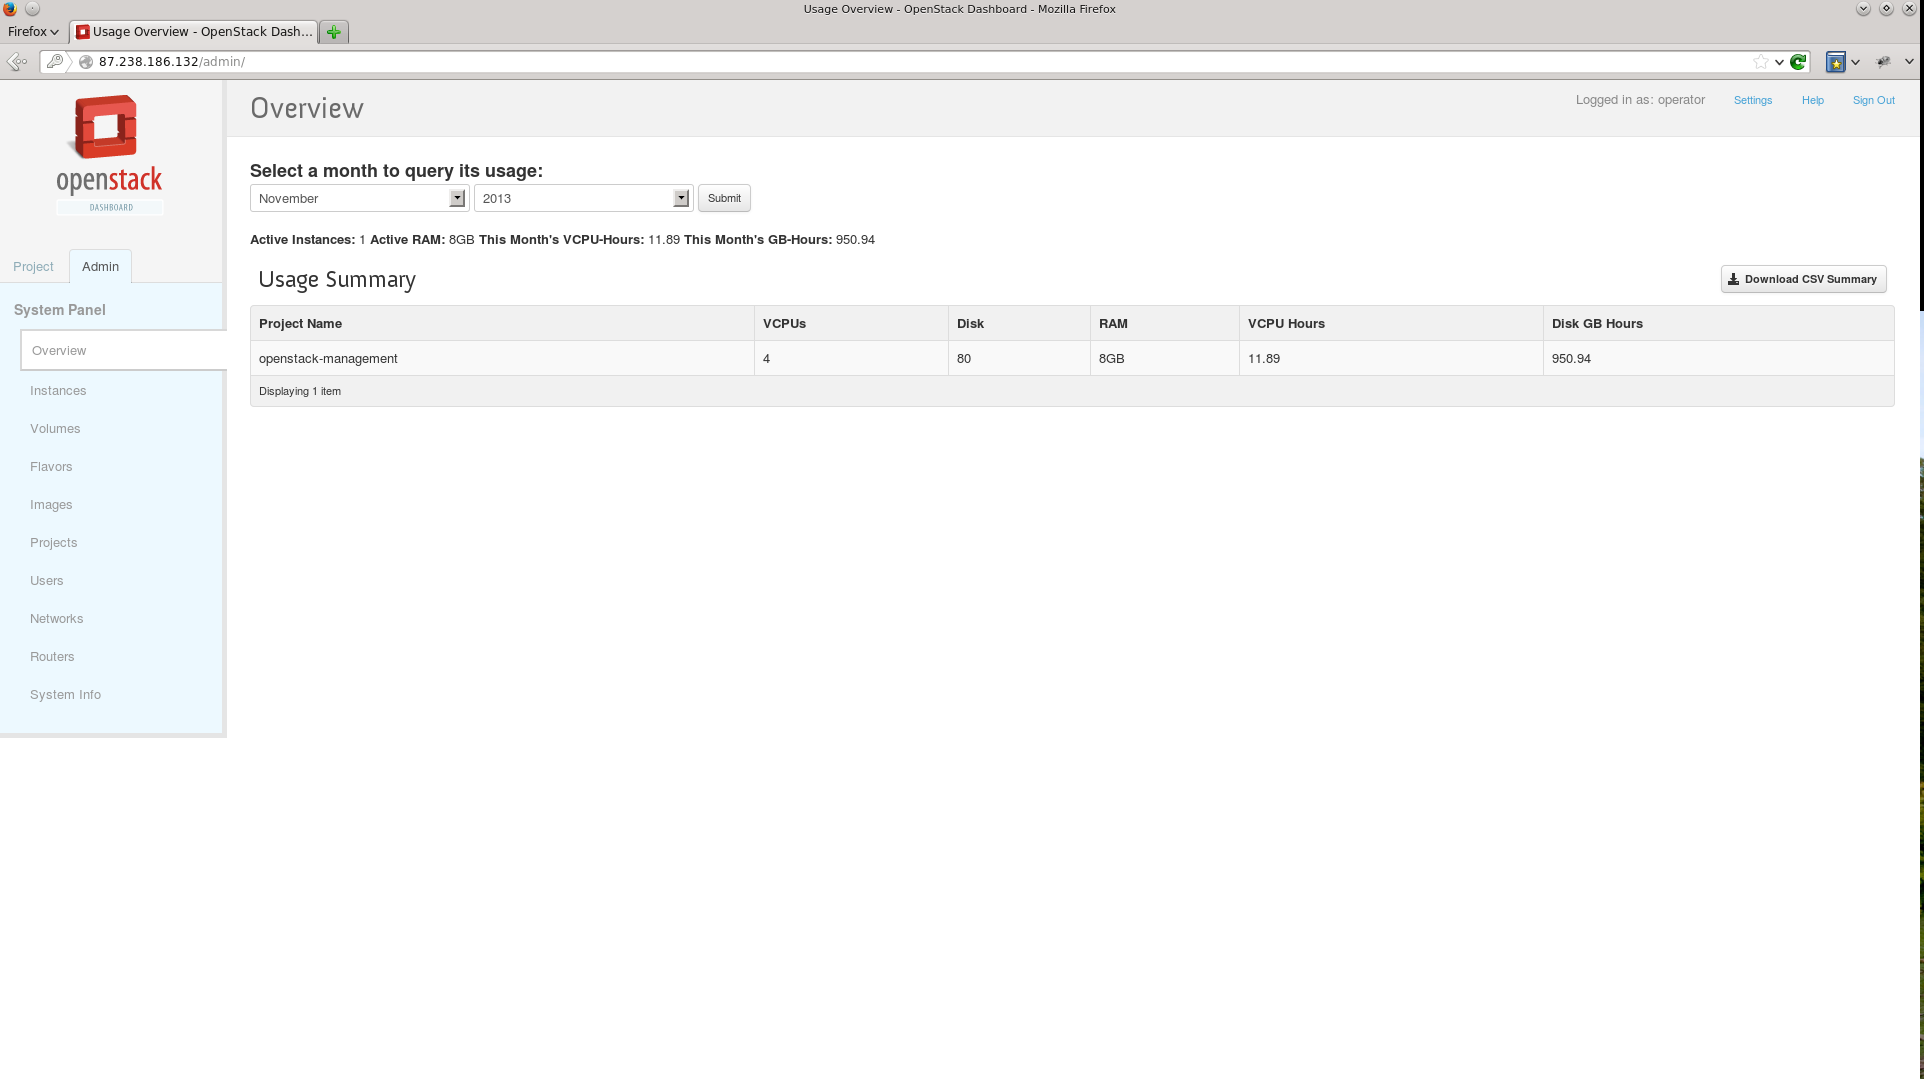 Usage Overview - OpenStack Dashboard - Mozilla Firefox
Firefox
Usage Overview - OpenStack Dash...
87.238.186.132/admin/
openstack
DASHBOARD
Overview
Logged in as: operator Settings Help Sign Out
Select a month to query its usage:
November 2013 Submit
Active Instances: 1 Active RAM: 8GB This Month's VCPU-Hours: 11.89 This Month's GB-Hours: 950.94
Project Admin
Usage Summary
Download CSV Summary
System Panel
Overview
Instances
Volumes
Flavors
Images
Projects
Users
Networks
Routers
System Info
Project Name VCPUs Disk RAM VCPU Hours Disk GB Hours
openstack-management 4 80 8GB 11.89 950.94
Displaying 1 item